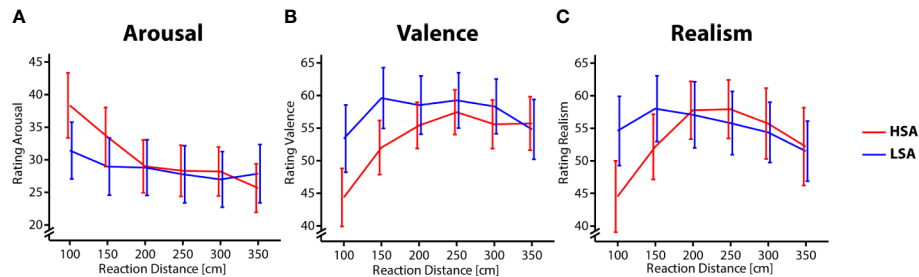 A
Arousal
Rating Arousal
45
40
35
30
25
20
100 150 200 250 300 350
Reaction Distance [cm]
B
Valence
Rating Valence
65
60
55
50
45
40
100 150 200 250 300 350
Reaction Distance [cm]
C
Realism
Rating Realism
65
60
55
50
45
40
100 150 200 250 300 350
Reaction Distance [cm]
HSA
LSA